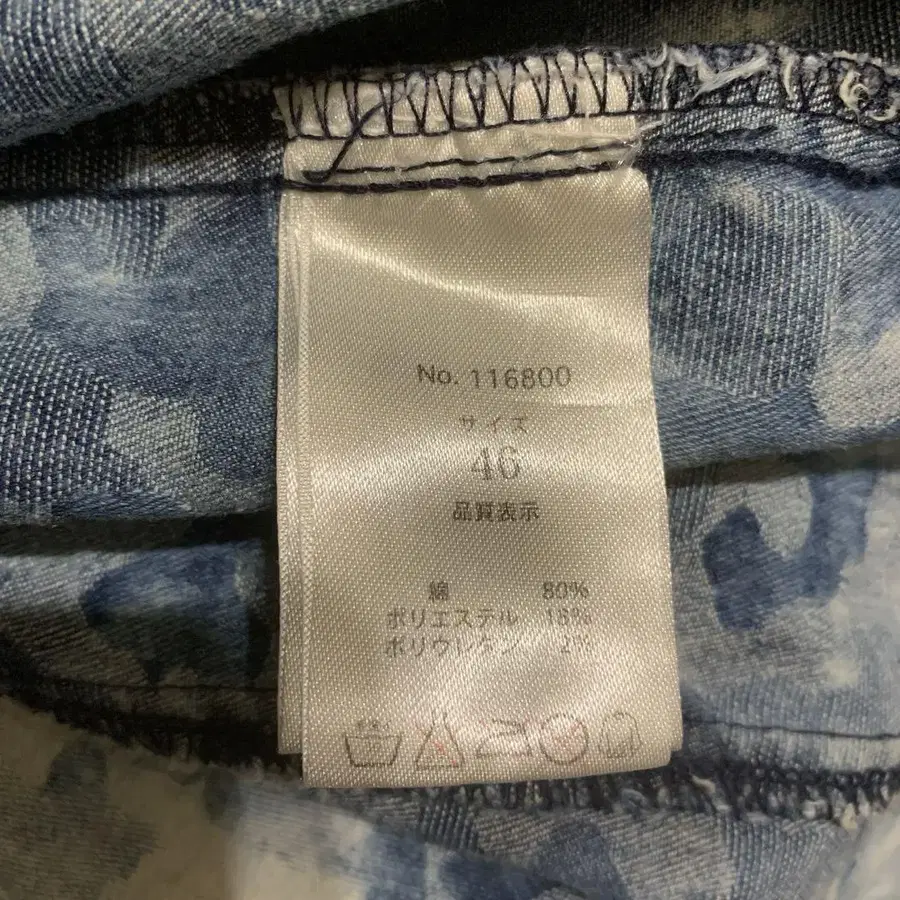 No. 116800
サイズ
46
品質表示
綿 80%
ポリエステル 18%
ポリウレタン 2%